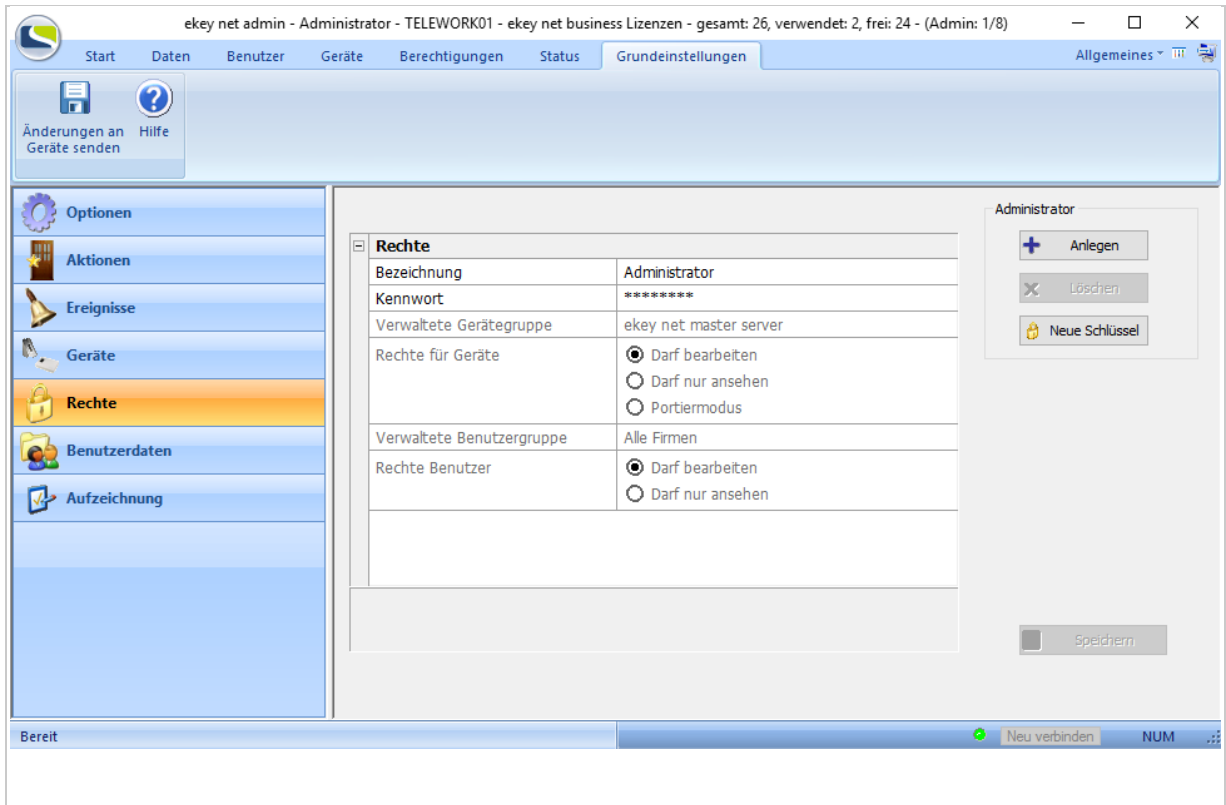 ekey net admin - Administrator - TELEWORK01 - ekey net business Lizenzen - gesamt: 26, verwendet: 2, frei: 24 - (Admin: 1/8)
Start Daten Benutzer Geräte Berechtigungen Status Grundeinstellungen Allgemeines
Änderungen an Geräte senden
Hilfe
Optionen
Aktionen
Ereignisse
Geräte
Rechte
Benutzerdaten
Aufzeichnung
Rechte
Bezeichnung Administrator
Kennwort ********
Verwaltete Gerätegruppe ekey net master server
Rechte für Geräte Darf bearbeiten
Darf nur ansehen
Portiermodus
Verwaltete Benutzergruppe Alle Firmen
Rechte Benutzer Darf bearbeiten
Darf nur ansehen
Administrator
Anlegen
Löschen
Neue Schlüssel
Speichern
Bereit Neu verbinden NUM